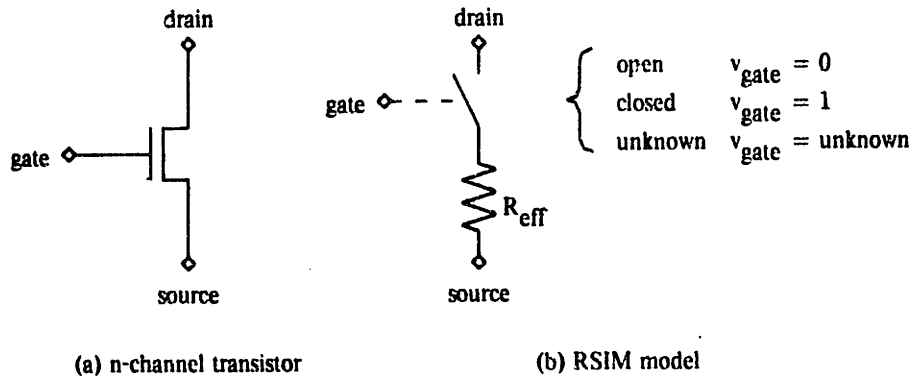 drain
gate
source
(a) n-channel transistor
drain
gate
R_eff
source
open v_gate = 0
closed v_gate = 1
unknown v_gate = unknown
(b) RSIM model